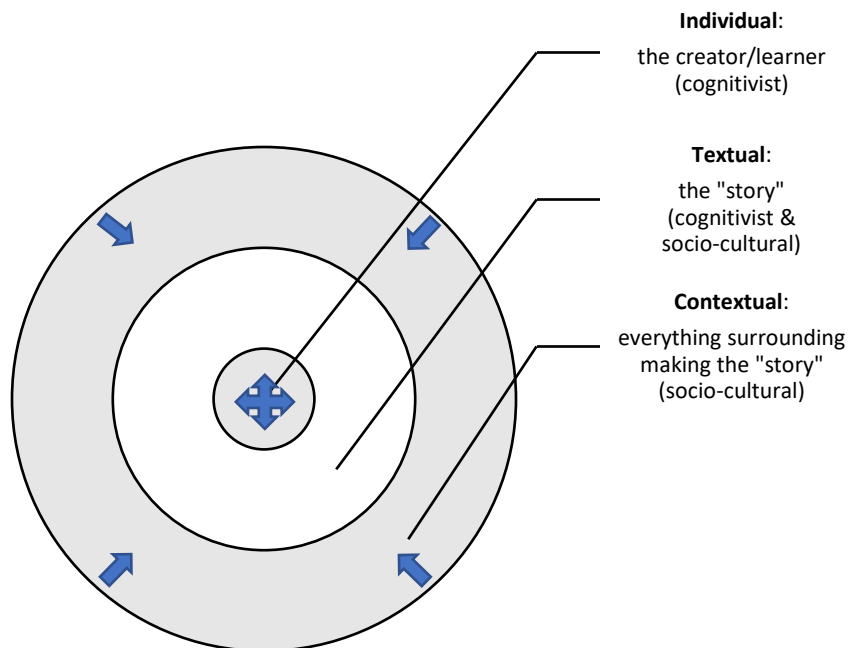 Individual:
the creator/learner
(cognitivist)
Textual:
the "story"
(cognitivist &
socio-cultural)
Contextual:
everything surrounding
making the "story"
(socio-cultural)